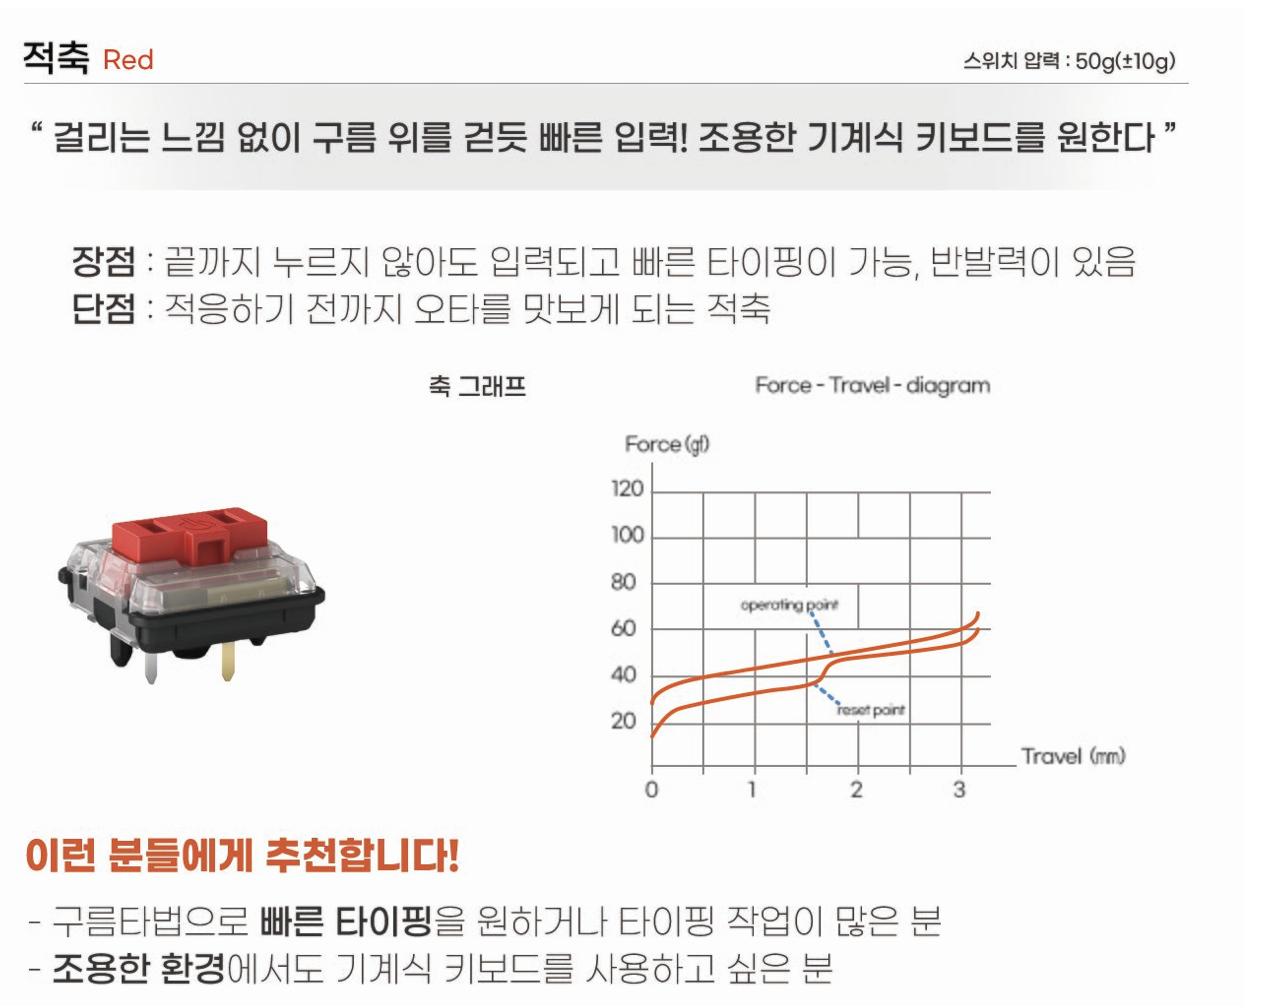 적축 Red
스위치 압력 : 50g(±10g)
“ 걸리는 느낌 없이 구름 위를 걷듯 빠른 입력! 조용한 기계식 키보드를 원한다 ”
장점 : 끝까지 누르지 않아도 입력되고 빠른 타이핑이 가능, 반발력이 있음
단점 : 적응하기 전까지 오타를 맛보게 되는 적축
축 그래프
Force - Travel - diagram
Force (gf)
120
100
80
60
40
20
operating point
reset point
Travel (mm)
0 1 2 3
이런 분들에게 추천합니다!
- 구름타법으로 빠른 타이핑을 원하거나 타이핑 작업이 많은 분
- 조용한 환경에서도 기계식 키보드를 사용하고 싶은 분